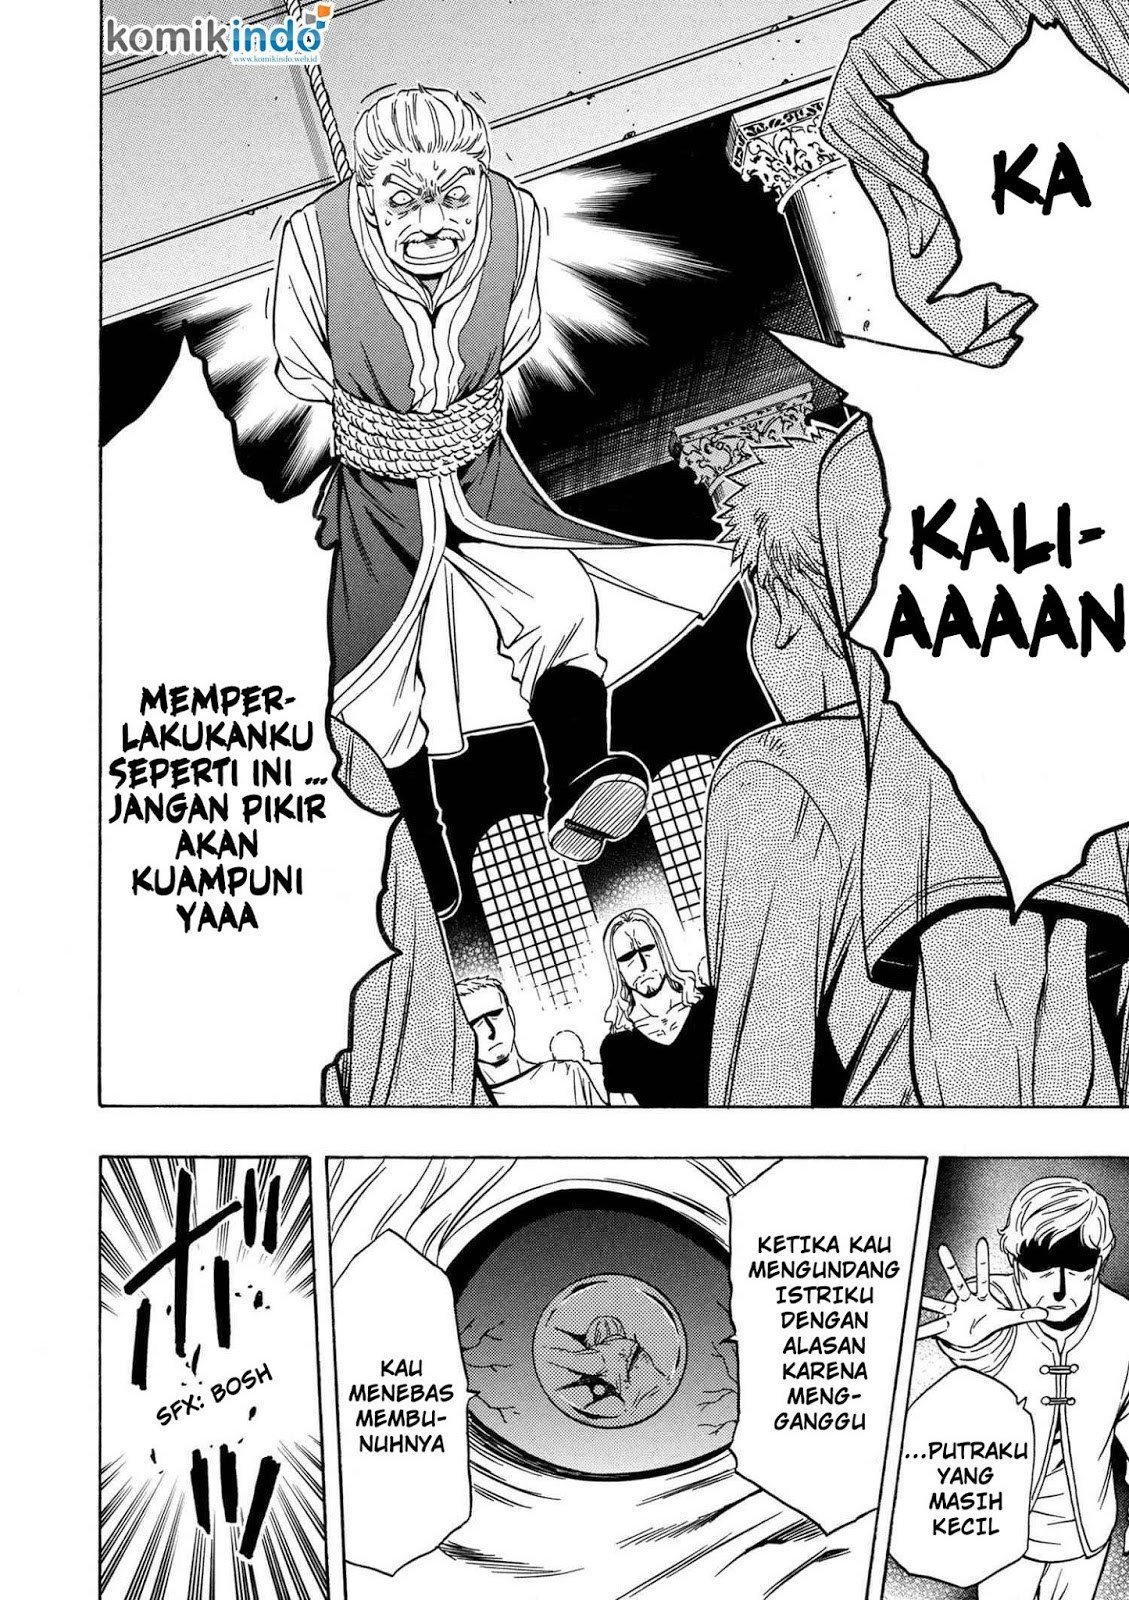 komikindo
www.komikindo.web.id
KA
KALI-
AAAAN
MEMPER-
LAKUKANKU
SEPERTI INI ...
JANGAN PIKIR
AKAN
KUAMPUNI
YAAA
...PUTRAKU
YANG
MASIH
KECIL
KETIKA KAU
MENGUNDANG
ISTRIKU
DENGAN
ALASAN
KARENA
MENG-
GANGGU
KAU
MENEBAS
MEMBU-
NUHNYA
SFX: BOSH